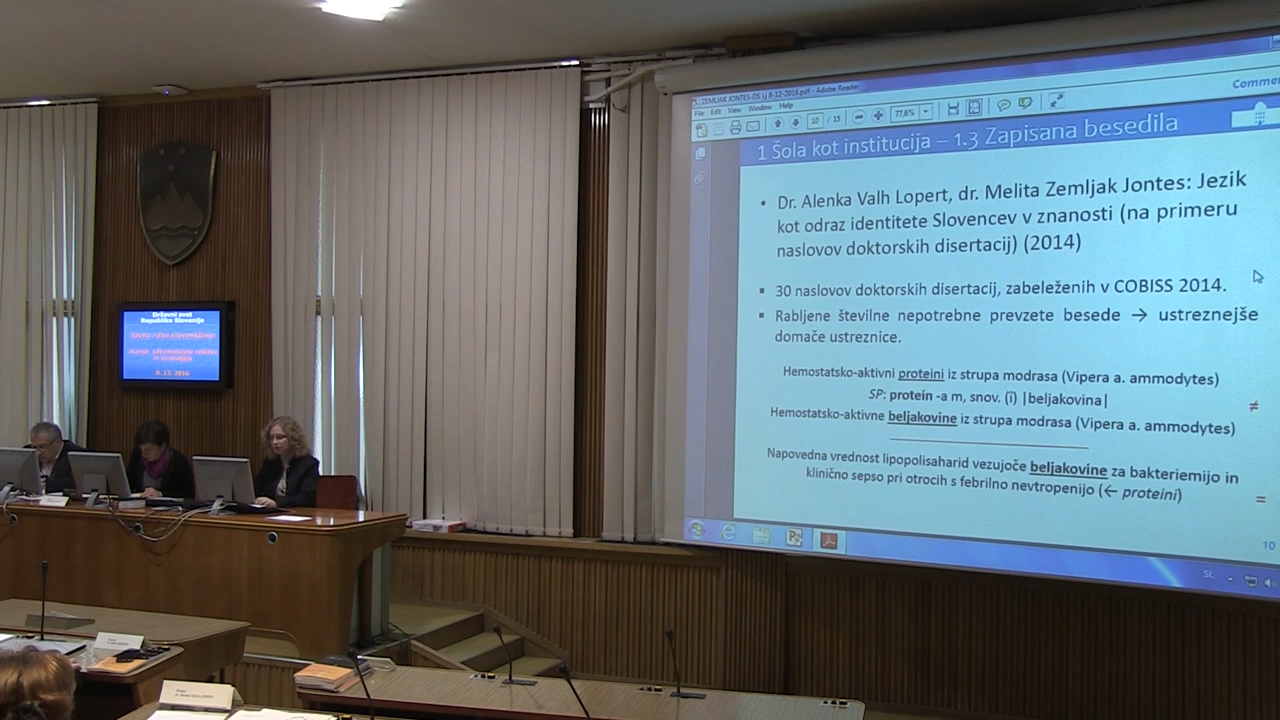 ZEMLJAK JONTES-DS Lj 8-12-2016.pdf - Adobe Reader
File Edit View Window Help
10 / 15
77,6%
1 Šola kot institucija – 1.3 Zapisana besedila
• Dr. Alenka Valh Lopert, dr. Melita Zemljak Jontes: Jezik
kot odraz identitete Slovencev v znanosti (na primeru
naslovov doktorskih disertacij) (2014)
▪ 30 naslovov doktorskih disertacij, zabeleženih v COBISS 2014.
▪ Rabljene številne nepotrebne prevzete besede → ustreznejše
domače ustreznice.
Hemostatsko-aktivni proteini iz strupa modrasa (Vipera a. ammodytes)
SP: proteín -a m, snov. (ȋ) |beljakovina|
≠
Hemostatsko-aktivne beljakovine iz strupa modrasa (Vipera a. ammodytes)
Napovedna vrednost lipopolisaharid vezujoče beljakovine za bakteriemijo in
klinično sepso pri otrocih s febrilno nevtropenijo (← proteini)
=
10
SL
Državni svet
Republike Slovenije
8. 12. 2016